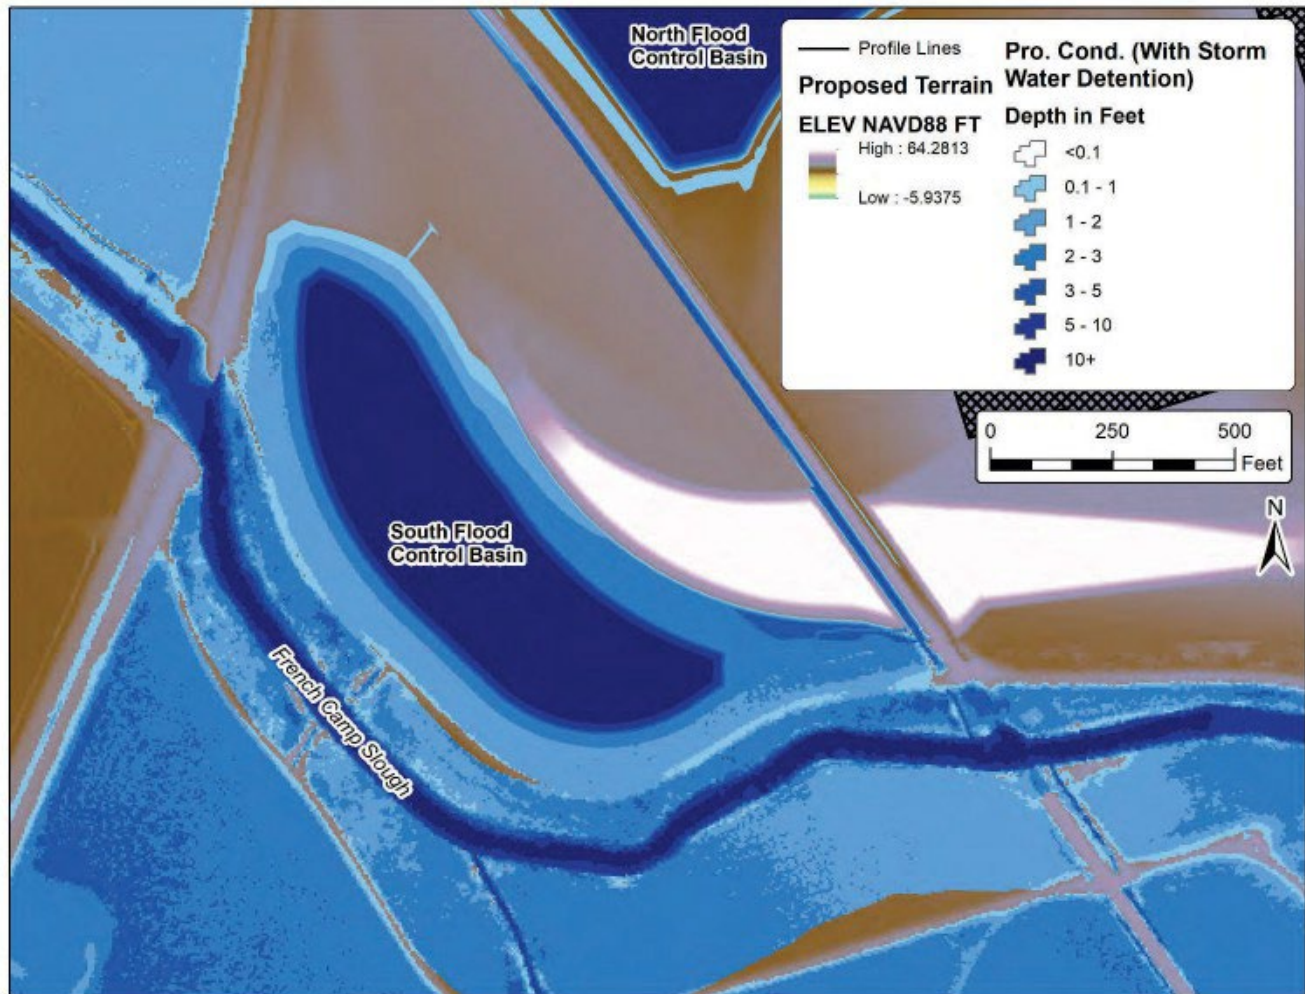 North Flood
Control Basin
Profile Lines
Proposed Terrain
ELEV NAVD88 FT
High : 64.2813
Low : -5.9375
Pro. Cond. (With Storm
Water Detention)
Depth in Feet
<0.1
0.1 - 1
1 - 2
2 - 3
3 - 5
5 - 10
10+
0 250 500
Feet
N
South Flood
Control Basin
French Camp Slough